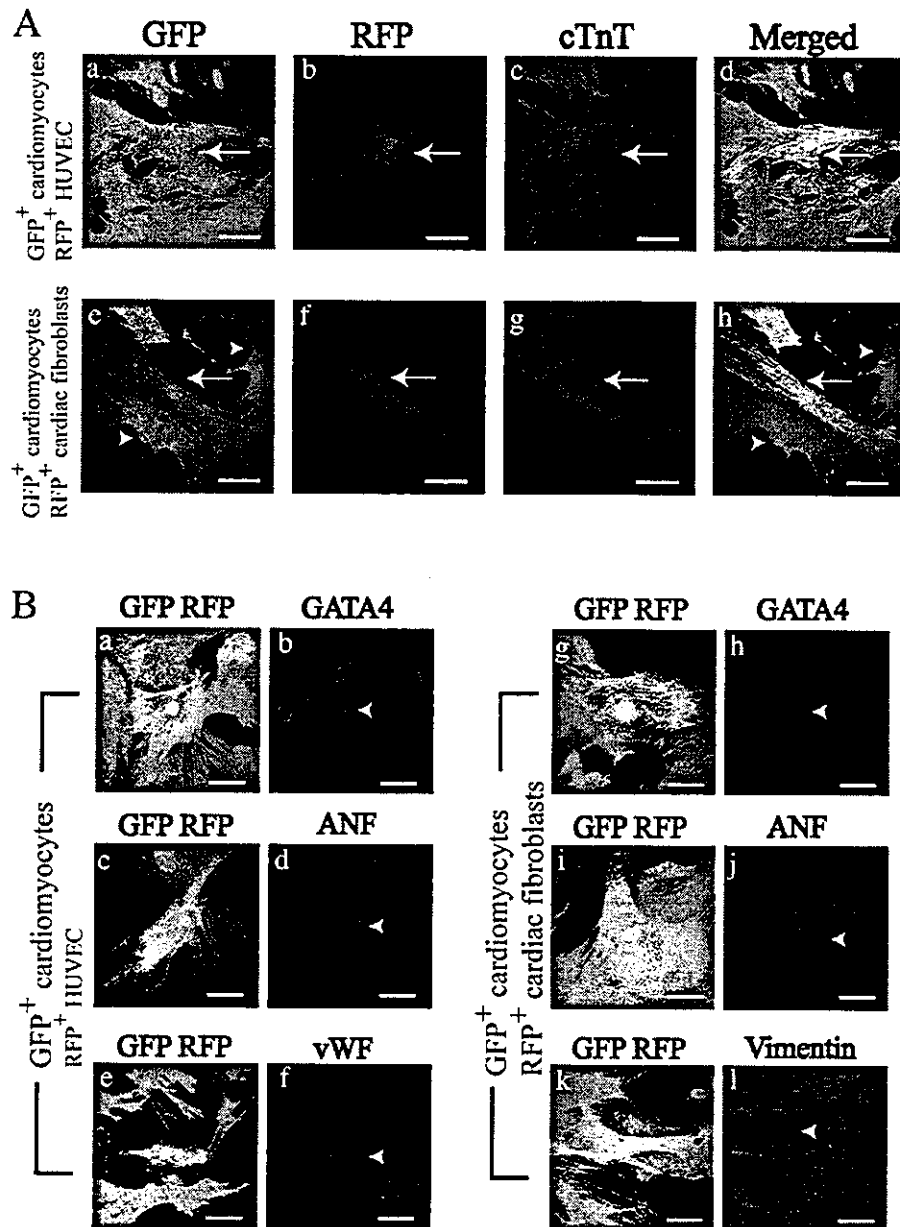 A
GFP RFP cTnT Merged
GFP+ cardiomyocytes
RFP+ HUVEC
a b c d
GFP+ cardiomyocytes
RFP+ cardiac fibroblasts
e f g h
B
GFP RFP GATA4 GFP RFP GATA4
a b g h
GFP+ cardiomyocytes
RFP+ HUVEC
GFP+ cardiomyocytes
RFP+ cardiac fibroblasts
GFP RFP ANF GFP RFP ANF
c d i j
GFP RFP vWF GFP RFP Vimentin
e f k l